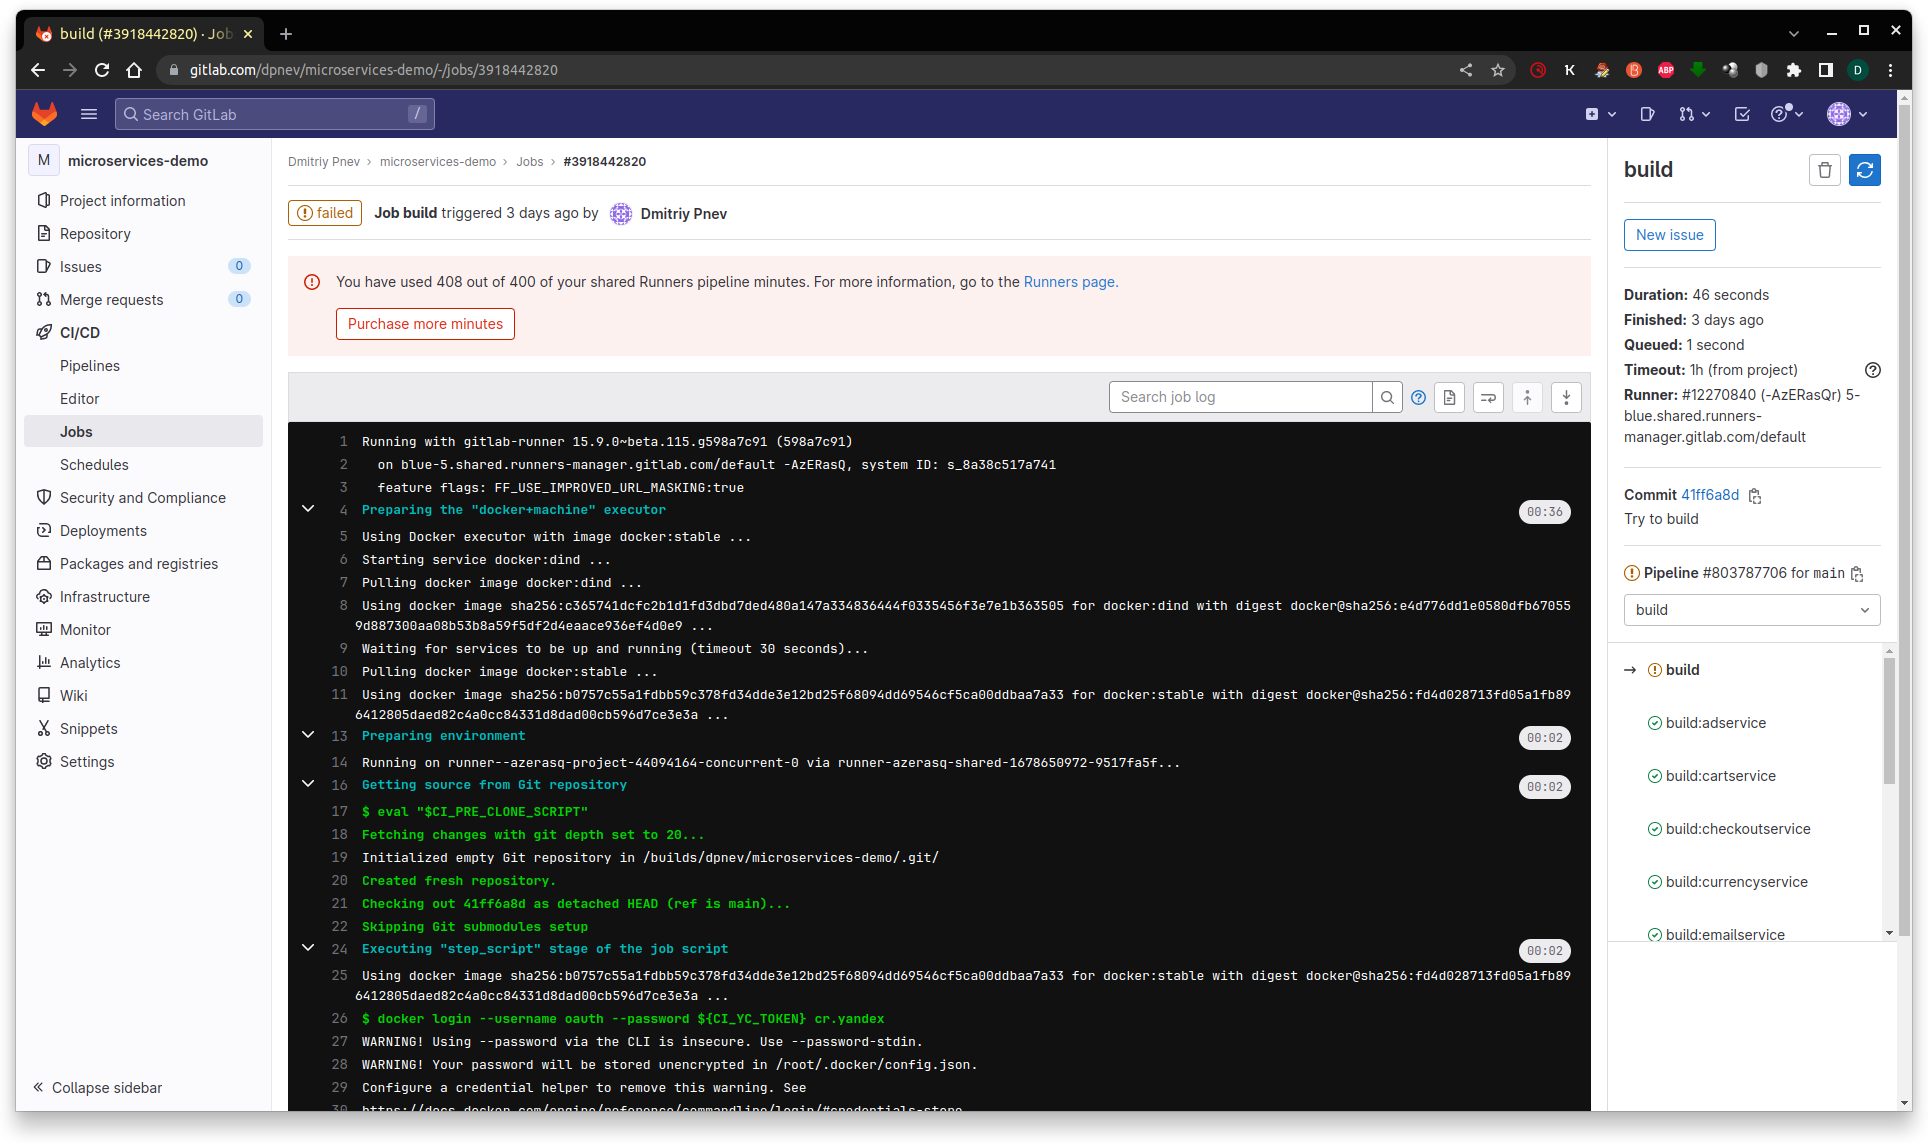 build (#3918442820) · Job
gitlab.com/dpnev/microservices-demo/-/jobs/3918442820
K
ABP
D
Search GitLab
/
M microservices-demo
Project information
Repository
Issues 0
Merge requests 0
CI/CD
Pipelines
Editor
Jobs
Schedules
Security and Compliance
Deployments
Packages and registries
Infrastructure
Monitor
Analytics
Wiki
Snippets
Settings
Collapse sidebar
Dmitriy Pnev > microservices-demo > Jobs > #3918442820
failed Job build triggered 3 days ago by Dmitriy Pnev
You have used 408 out of 400 of your shared Runners pipeline minutes. For more information, go to the Runners page.
Purchase more minutes
Search job log
1 Running with gitlab-runner 15.9.0~beta.115.g598a7c91 (598a7c91)
2 on blue-5.shared.runners-manager.gitlab.com/default -AzERasQ, system ID: s_8a38c517a741
3 feature flags: FF_USE_IMPROVED_URL_MASKING:true
4 Preparing the "docker+machine" executor 00:36
5 Using Docker executor with image docker:stable ...
6 Starting service docker:dind ...
7 Pulling docker image docker:dind ...
8 Using docker image sha256:c365741dcfc2b1d1fd3dbd7ded480a147a334836444f0335456f3e7e1b363505 for docker:dind with digest docker@sha256:e4d776dd1e0580dfb67055
9d887300aa08b53b8a59f5df2d4eaace936ef4d0e9 ...
9 Waiting for services to be up and running (timeout 30 seconds)...
10 Pulling docker image docker:stable ...
11 Using docker image sha256:b0757c55a1fdbb59c378fd34dde3e12bd25f68094dd69546cf5ca00ddbaa7a33 for docker:stable with digest docker@sha256:fd4d028713fd05a1fb89
6412805daed82c4a0cc84331d8dad00cb596d7ce3e3a ...
13 Preparing environment 00:02
14 Running on runner--azerasq-project-44094164-concurrent-0 via runner-azerasq-shared-1678650972-9517fa5f...
16 Getting source from Git repository 00:02
17 $ eval "$CI_PRE_CLONE_SCRIPT"
18 Fetching changes with git depth set to 20...
19 Initialized empty Git repository in /builds/dpnev/microservices-demo/.git/
20 Created fresh repository.
21 Checking out 41ff6a8d as detached HEAD (ref is main)...
22 Skipping Git submodules setup
24 Executing "step_script" stage of the job script 00:02
25 Using docker image sha256:b0757c55a1fdbb59c378fd34dde3e12bd25f68094dd69546cf5ca00ddbaa7a33 for docker:stable with digest docker@sha256:fd4d028713fd05a1fb89
6412805daed82c4a0cc84331d8dad00cb596d7ce3e3a ...
26 $ docker login --username oauth --password ${CI_YC_TOKEN} cr.yandex
27 WARNING! Using --password via the CLI is insecure. Use --password-stdin.
28 WARNING! Your password will be stored unencrypted in /root/.docker/config.json.
29 Configure a credential helper to remove this warning. See
30 https://docs.docker.com/engine/reference/commandline/login/#credentials-store
build
New issue
Duration: 46 seconds
Finished: 3 days ago
Queued: 1 second
Timeout: 1h (from project)
Runner: #12270840 (-AzERasQr) 5-
blue.shared.runners-
manager.gitlab.com/default
Commit 41ff6a8d
Try to build
Pipeline #803787706 for main
build
build
build:adservice
build:cartservice
build:checkoutservice
build:currencyservice
build:emailservice